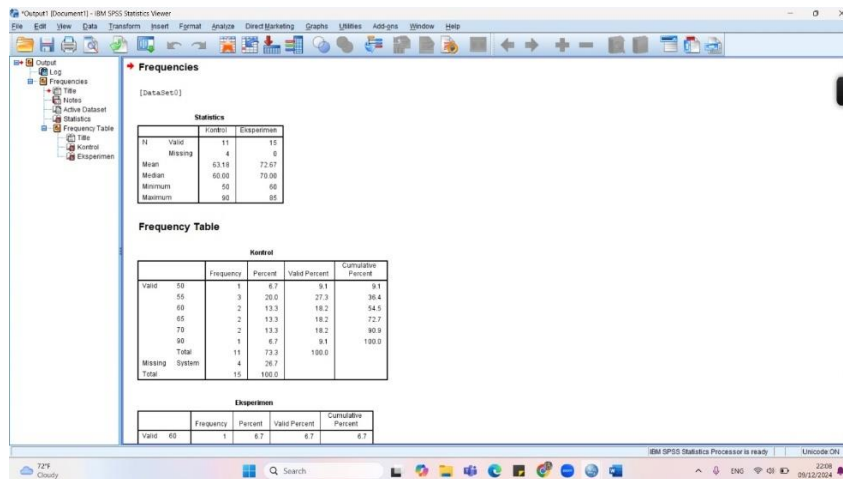 *Output1 [Document1] - IBM SPSS Statistics Viewer
File Edit View Data Transform Insert Format Analyze Direct Marketing Graphs Utilities Add-ons Window Help
Output
Log
Frequencies
Title
Notes
Active Dataset
Statistics
Frequency Table
Title
Kontrol
Eksperimen
Frequencies
[DataSet0]
Statistics
Kontrol Eksperimen
N Valid 11 15
Missing 4 0
Mean 63.18 72.67
Median 60.00 70.00
Minimum 50 60
Maximum 90 85
Frequency Table
Kontrol
Frequency Percent Valid Percent Cumulative Percent
Valid 50 1 6.7 9.1 9.1
55 3 20.0 27.3 36.4
60 2 13.3 18.2 54.5
65 2 13.3 18.2 72.7
70 2 13.3 18.2 90.9
90 1 6.7 9.1 100.0
Total 11 73.3 100.0
Missing System 4 26.7
Total 15 100.0
Eksperimen
Frequency Percent Valid Percent Cumulative Percent
Valid 60 1 6.7 6.7 6.7
IBM SPSS Statistics Processor is ready Unicode:ON
72°F
Cloudy
Search
ENG
22:08
09/12/2024